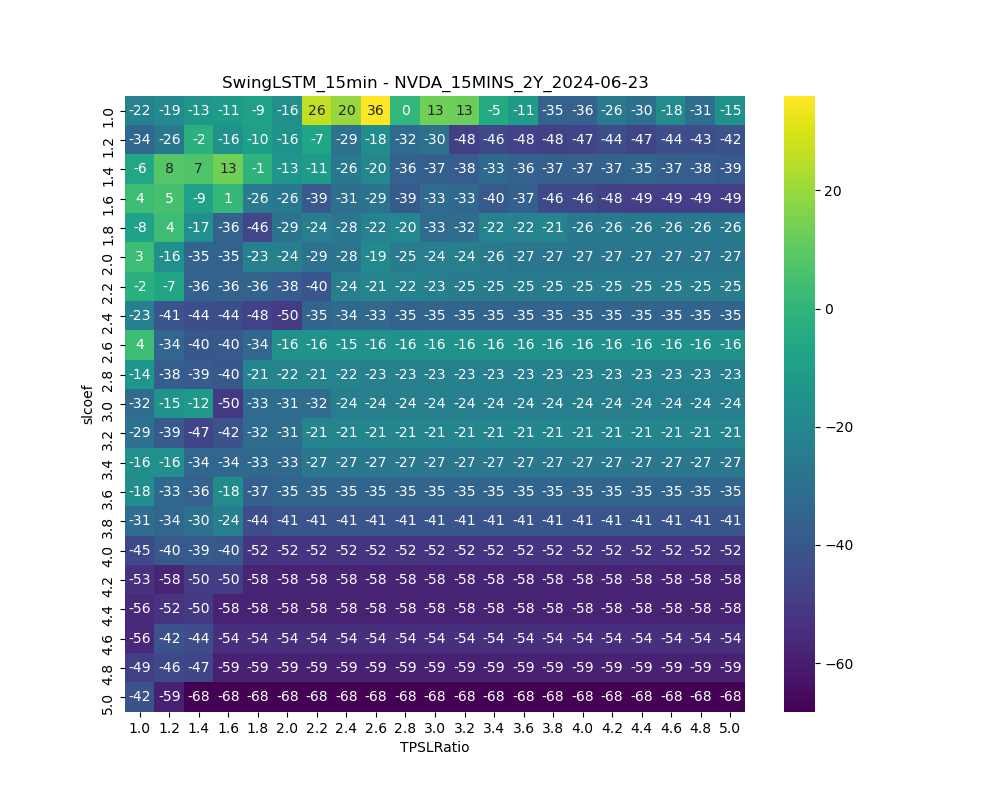 SwingLSTM_15min - NVDA_15MINS_2Y_2024-06-23
1.0 -22 -19 -13 -11 -9 -16 26 20 36 0 13 13 -5 -11 -35 -36 -26 -30 -18 -31 -15
1.2 -34 -26 -2 -16 -10 -16 -7 -29 -18 -32 -30 -48 -46 -48 -48 -47 -44 -47 -44 -43 -42
1.4 -6 8 7 13 -1 -13 -11 -26 -20 -36 -37 -38 -33 -36 -37 -37 -37 -35 -37 -38 -39
1.6 4 5 -9 1 -26 -26 -39 -31 -29 -39 -33 -33 -40 -37 -46 -46 -48 -49 -49 -49 -49
1.8 -8 4 -17 -36 -46 -29 -24 -28 -22 -20 -33 -32 -22 -22 -21 -26 -26 -26 -26 -26 -26
2.0 3 -16 -35 -35 -23 -24 -29 -28 -19 -25 -24 -24 -26 -27 -27 -27 -27 -27 -27 -27 -27
2.2 -2 -7 -36 -36 -36 -38 -40 -24 -21 -22 -23 -25 -25 -25 -25 -25 -25 -25 -25 -25 -25
2.4 -23 -41 -44 -44 -48 -50 -35 -34 -33 -35 -35 -35 -35 -35 -35 -35 -35 -35 -35 -35 -35
2.6 4 -34 -40 -40 -34 -16 -16 -15 -16 -16 -16 -16 -16 -16 -16 -16 -16 -16 -16 -16 -16
2.8 -14 -38 -39 -40 -21 -22 -21 -22 -23 -23 -23 -23 -23 -23 -23 -23 -23 -23 -23 -23 -23
3.0 -32 -15 -12 -50 -33 -31 -32 -24 -24 -24 -24 -24 -24 -24 -24 -24 -24 -24 -24 -24 -24
3.2 -29 -39 -47 -42 -32 -31 -21 -21 -21 -21 -21 -21 -21 -21 -21 -21 -21 -21 -21 -21 -21
3.4 -16 -16 -34 -34 -33 -33 -27 -27 -27 -27 -27 -27 -27 -27 -27 -27 -27 -27 -27 -27 -27
3.6 -18 -33 -36 -18 -37 -35 -35 -35 -35 -35 -35 -35 -35 -35 -35 -35 -35 -35 -35 -35 -35
3.8 -31 -34 -30 -24 -44 -41 -41 -41 -41 -41 -41 -41 -41 -41 -41 -41 -41 -41 -41 -41 -41
4.0 -45 -40 -39 -40 -52 -52 -52 -52 -52 -52 -52 -52 -52 -52 -52 -52 -52 -52 -52 -52 -52
4.2 -53 -58 -50 -50 -58 -58 -58 -58 -58 -58 -58 -58 -58 -58 -58 -58 -58 -58 -58 -58 -58
4.4 -56 -52 -50 -58 -58 -58 -58 -58 -58 -58 -58 -58 -58 -58 -58 -58 -58 -58 -58 -58 -58
4.6 -56 -42 -44 -54 -54 -54 -54 -54 -54 -54 -54 -54 -54 -54 -54 -54 -54 -54 -54 -54 -54
4.8 -49 -46 -47 -59 -59 -59 -59 -59 -59 -59 -59 -59 -59 -59 -59 -59 -59 -59 -59 -59 -59
5.0 -42 -59 -68 -68 -68 -68 -68 -68 -68 -68 -68 -68 -68 -68 -68 -68 -68 -68 -68 -68 -68
1.0 1.2 1.4 1.6 1.8 2.0 2.2 2.4 2.6 2.8 3.0 3.2 3.4 3.6 3.8 4.0 4.2 4.4 4.6 4.8 5.0
TPSLRatio
slcoef
20
0
−20
−40
−60